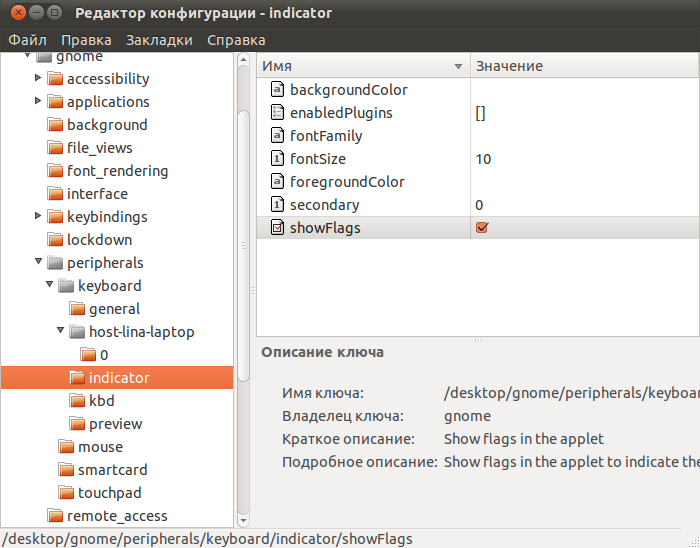 Редактор конфигурации - indicator
Файл Правка Закладки Справка
gnome
accessibility
applications
background
file_views
font_rendering
interface
keybindings
lockdown
peripherals
keyboard
general
host-lina-laptop
0
indicator
kbd
preview
mouse
smartcard
touchpad
remote_access
Имя Значение
backgroundColor
enabledPlugins []
fontFamily
fontSize 10
foregroundColor
secondary 0
showFlags
Описание ключа
Имя ключа: /desktop/gnome/peripherals/keyboar
Владелец ключа: gnome
Краткое описание: Show flags in the applet
Подробное описание: Show flags in the applet to indicate the
/desktop/gnome/peripherals/keyboard/indicator/showFlags